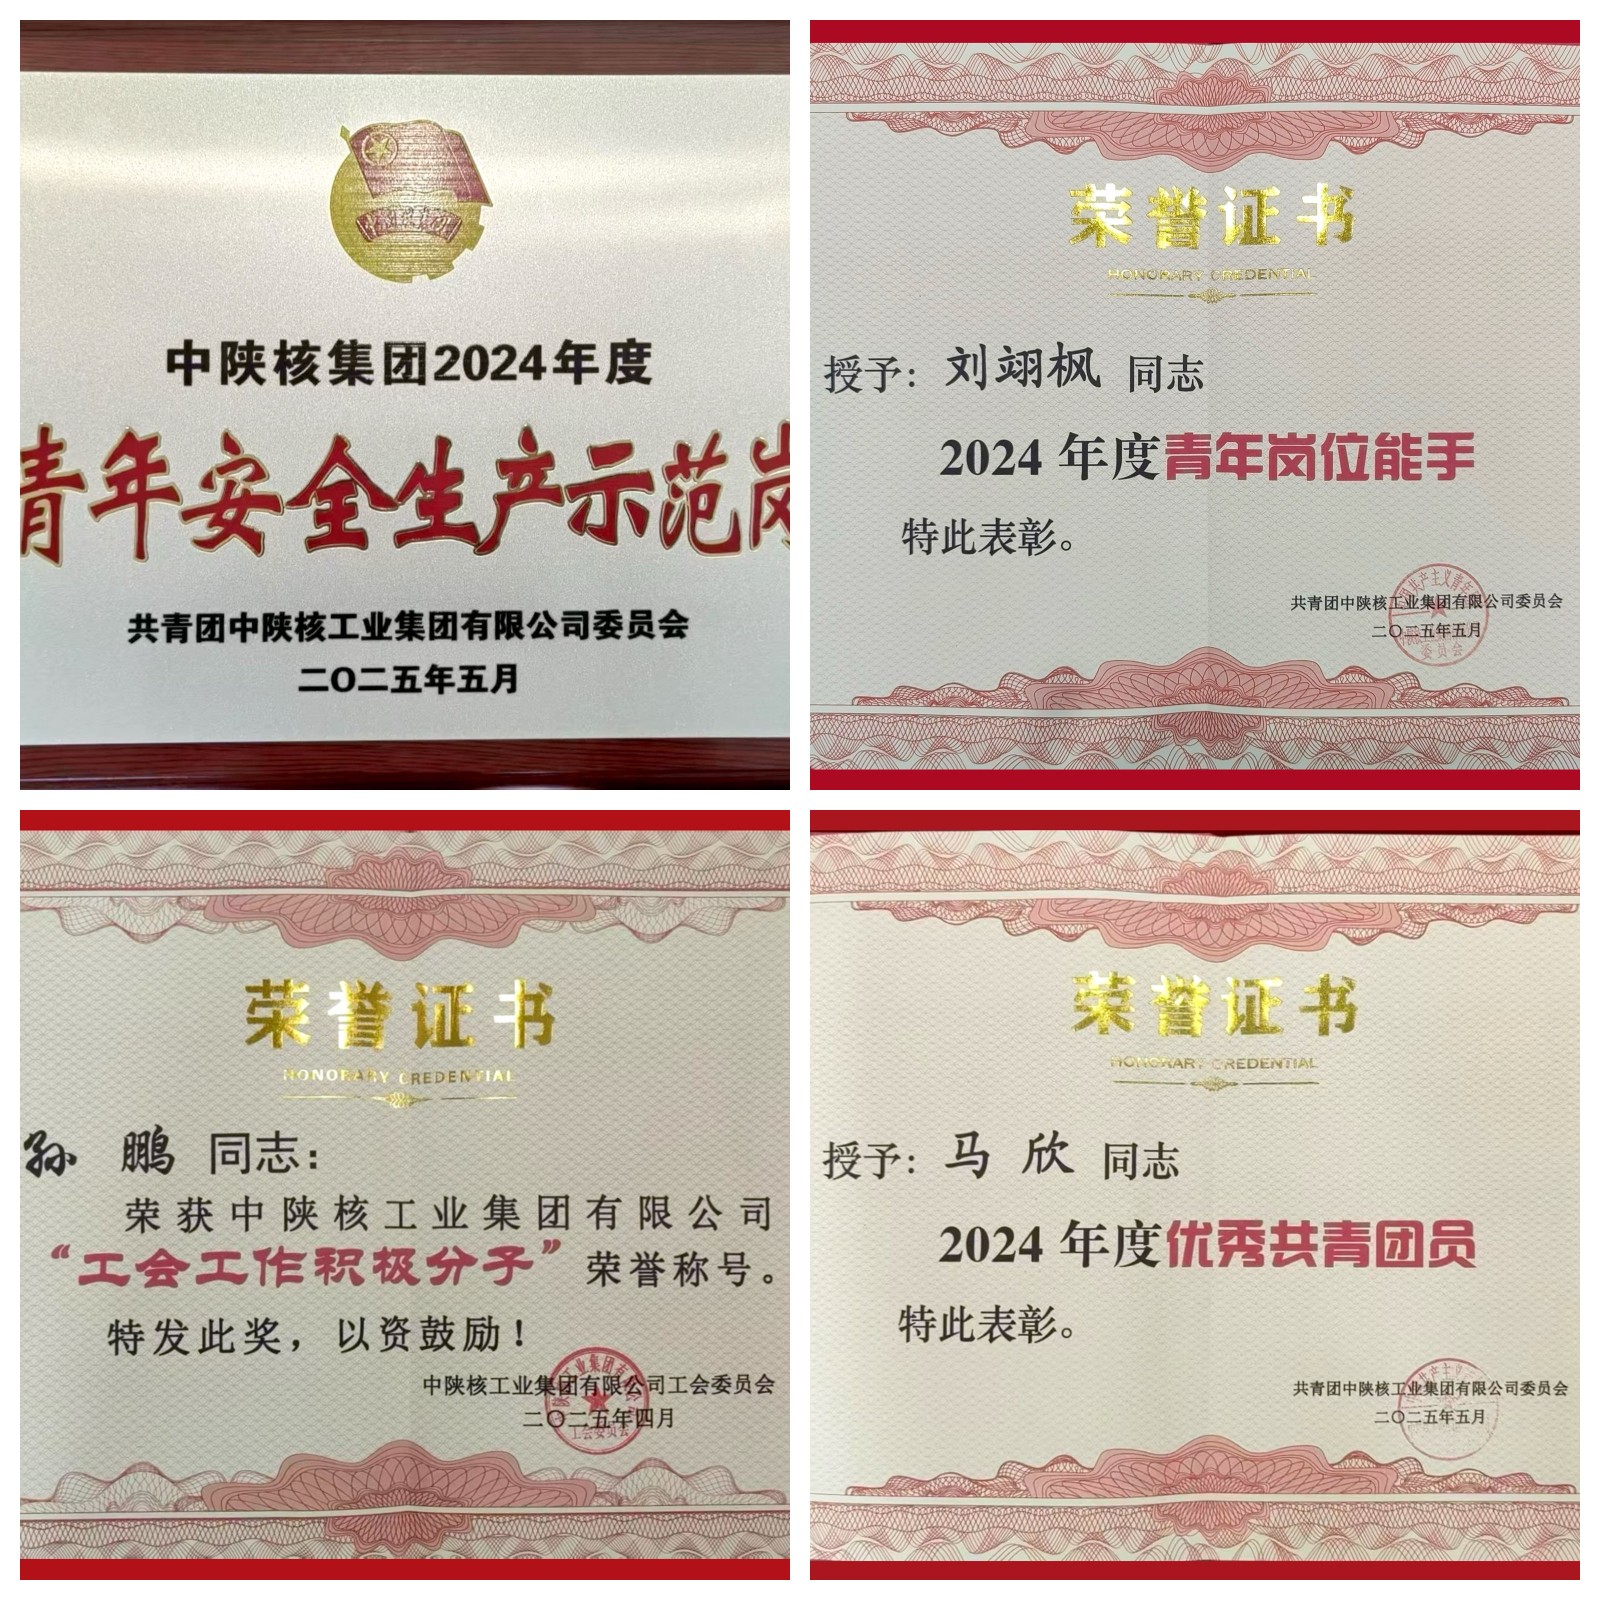 中陕核集团2024年度
青年安全生产示范岗
共青团中陕核工业集团有限公司委员会
二〇二五年五月
荣誉证书
HONORARY CREDENTIAL
授予：刘翊枫 同志
2024 年度青年岗位能手
特此表彰。
共青团中陕核工业集团有限公司委员会
二〇二五年五月
委员会
荣誉证书
HONORARY CREDENTIAL
孙 鹏 同志：
荣获中陕核工业集团有限公司
“工会工作积极分子”荣誉称号。
特发此奖，以资鼓励！
中陕核工业集团有限公司工会委员会
二〇二五年四月
工会委员会
荣誉证书
HONORARY CREDENTIAL
授予：马 欣 同志
2024 年度优秀共青团员
特此表彰。
共青团中陕核工业集团有限公司委员会
二〇二五年五月